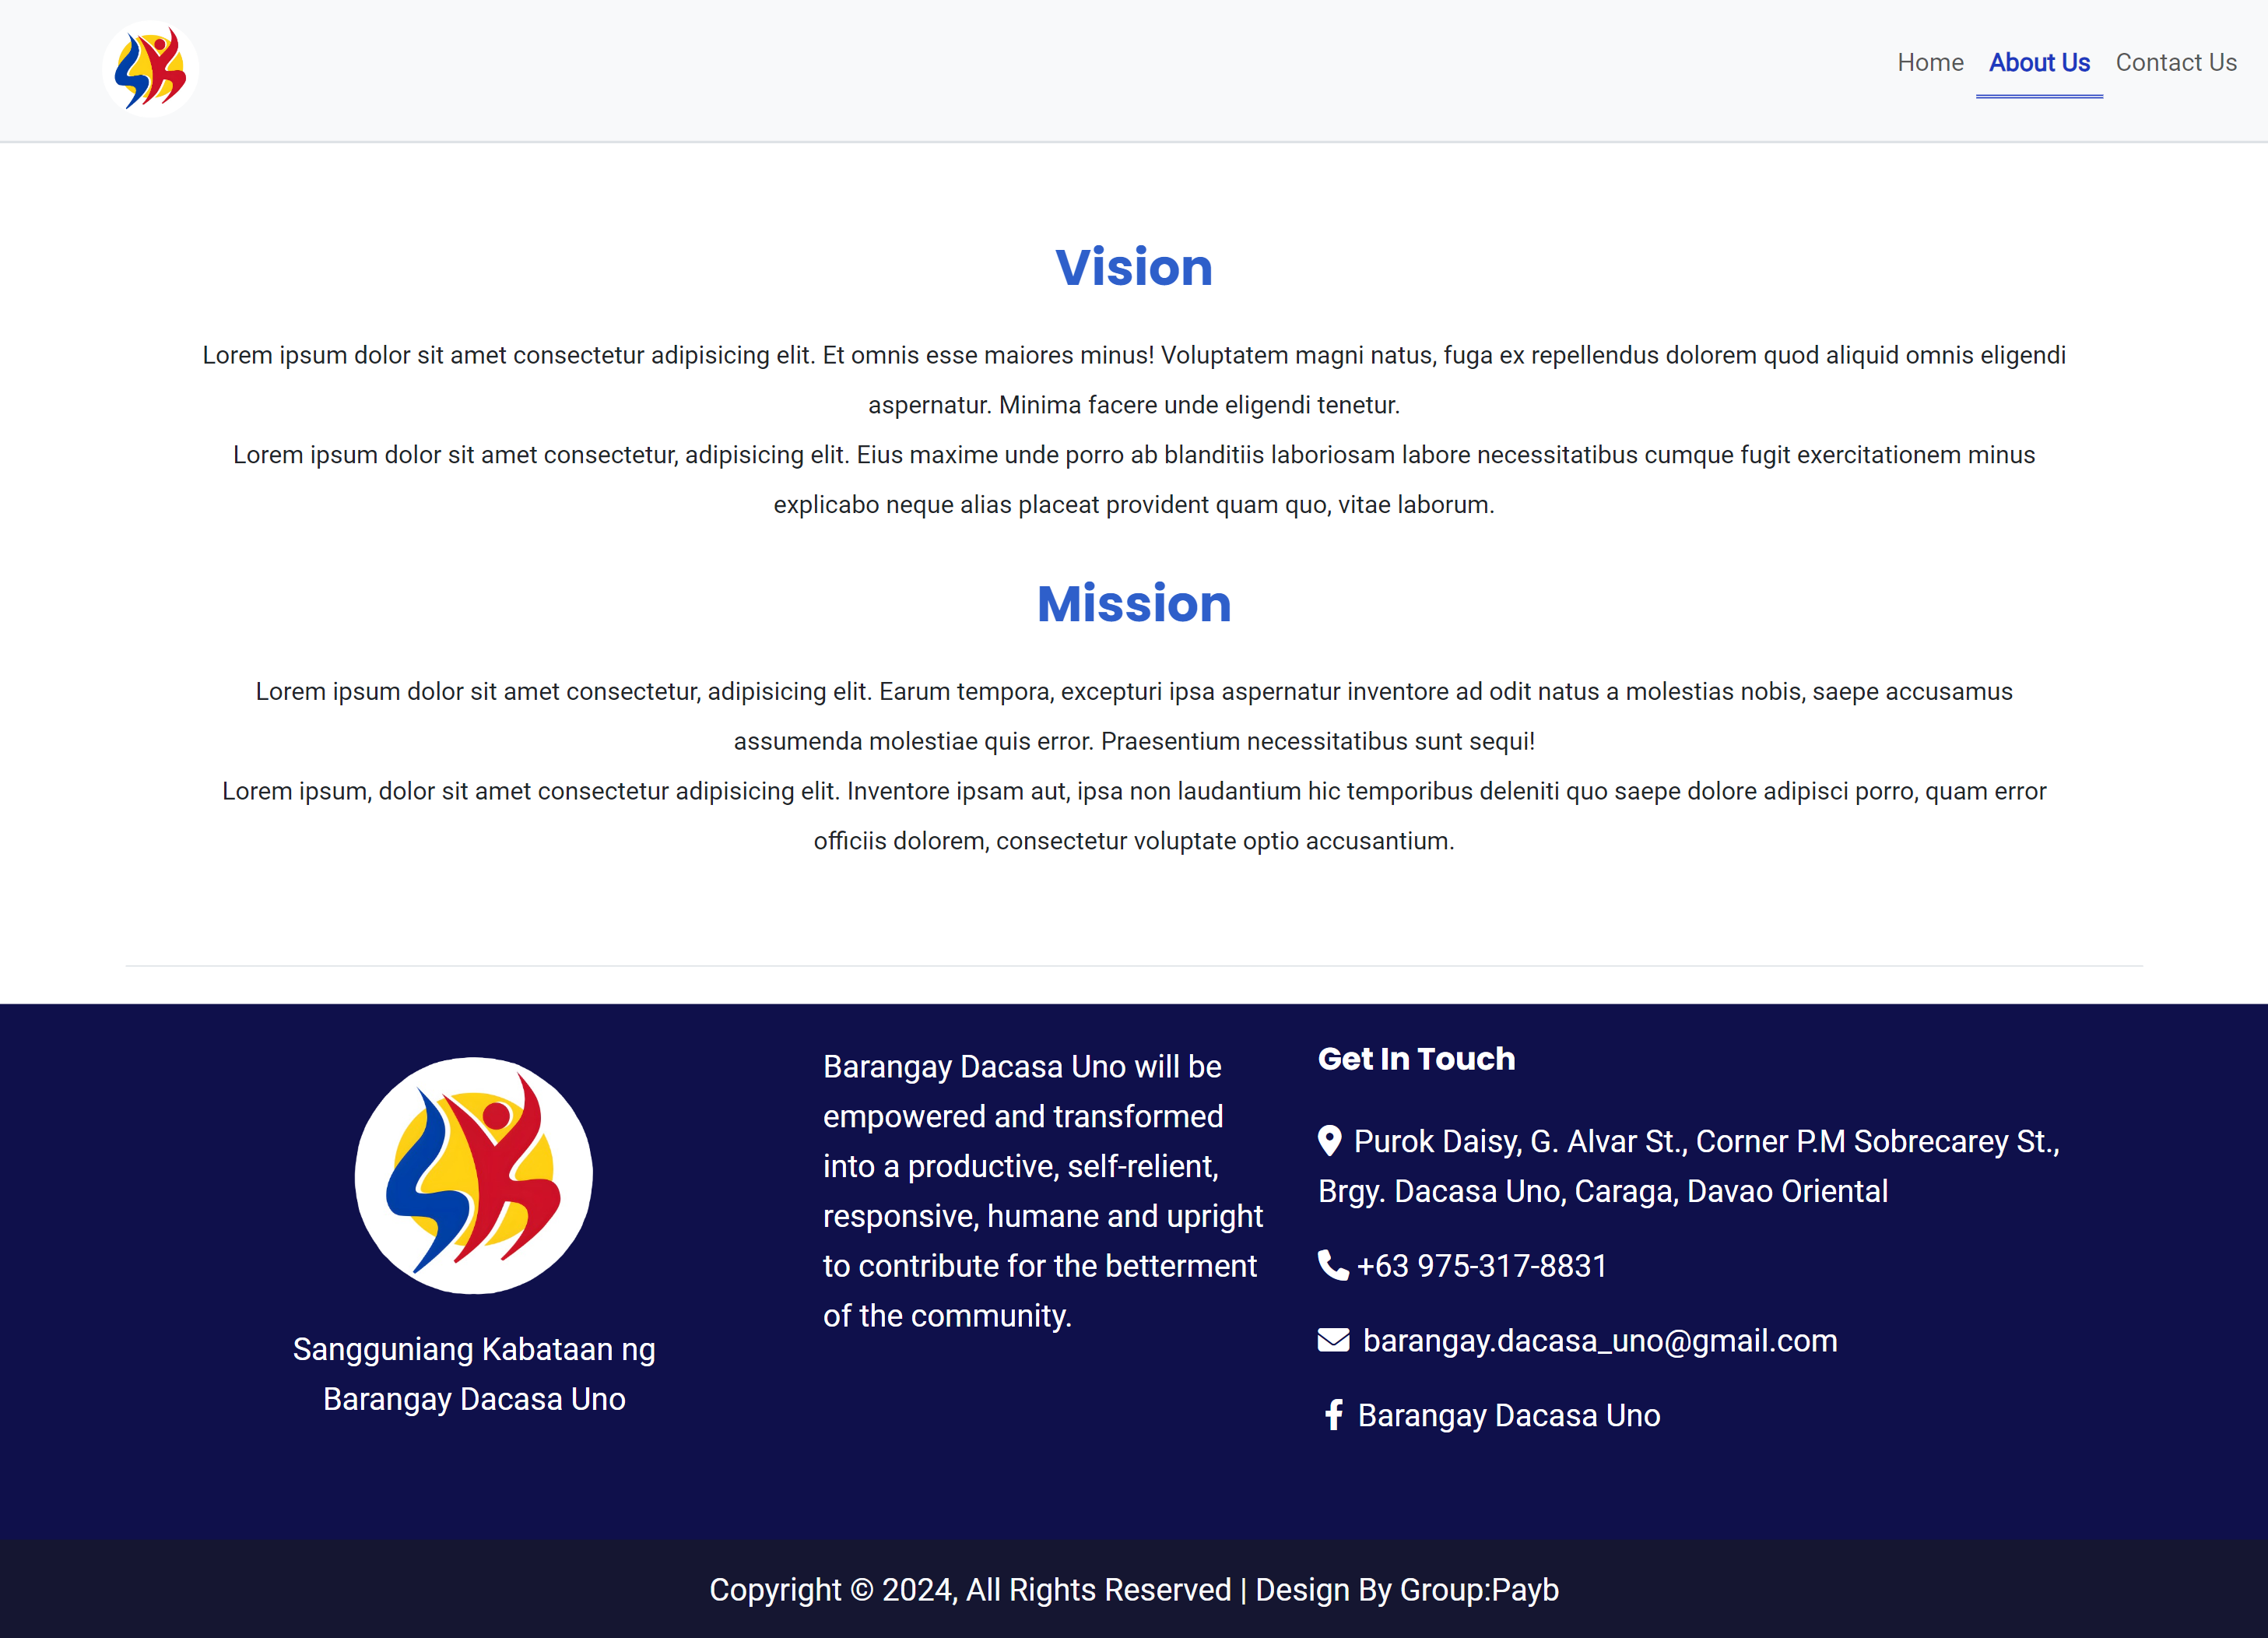 Home About Us Contact Us
Vision
Lorem ipsum dolor sit amet consectetur adipisicing elit. Et omnis esse maiores minus! Voluptatem magni natus, fuga ex repellendus dolorem quod aliquid omnis eligendi
aspernatur. Minima facere unde eligendi tenetur.
Lorem ipsum dolor sit amet consectetur, adipisicing elit. Eius maxime unde porro ab blanditiis laboriosam labore necessitatibus cumque fugit exercitationem minus
explicabo neque alias placeat provident quam quo, vitae laborum.
Mission
Lorem ipsum dolor sit amet consectetur, adipisicing elit. Earum tempora, excepturi ipsa aspernatur inventore ad odit natus a molestias nobis, saepe accusamus
assumenda molestiae quis error. Praesentium necessitatibus sunt sequi!
Lorem ipsum, dolor sit amet consectetur adipisicing elit. Inventore ipsam aut, ipsa non laudantium hic temporibus deleniti quo saepe dolore adipisci porro, quam error
officiis dolorem, consectetur voluptate optio accusantium.
Sangguniang Kabataan ng
Barangay Dacasa Uno
Barangay Dacasa Uno will be
empowered and transformed
into a productive, self-relient,
responsive, humane and upright
to contribute for the betterment
of the community.
Get In Touch
Purok Daisy, G. Alvar St., Corner P.M Sobrecarey St.,
Brgy. Dacasa Uno, Caraga, Davao Oriental
+63 975-317-8831
barangay.dacasa_uno@gmail.com
Barangay Dacasa Uno
Copyright © 2024, All Rights Reserved | Design By Group:Payb